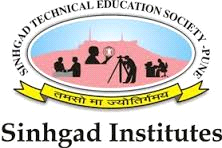 SINHGAD TECHNICAL EDUCATION SOCIETY - PUNE
तमसो मा ज्योतिर्गमय
Sinhgad Institutes